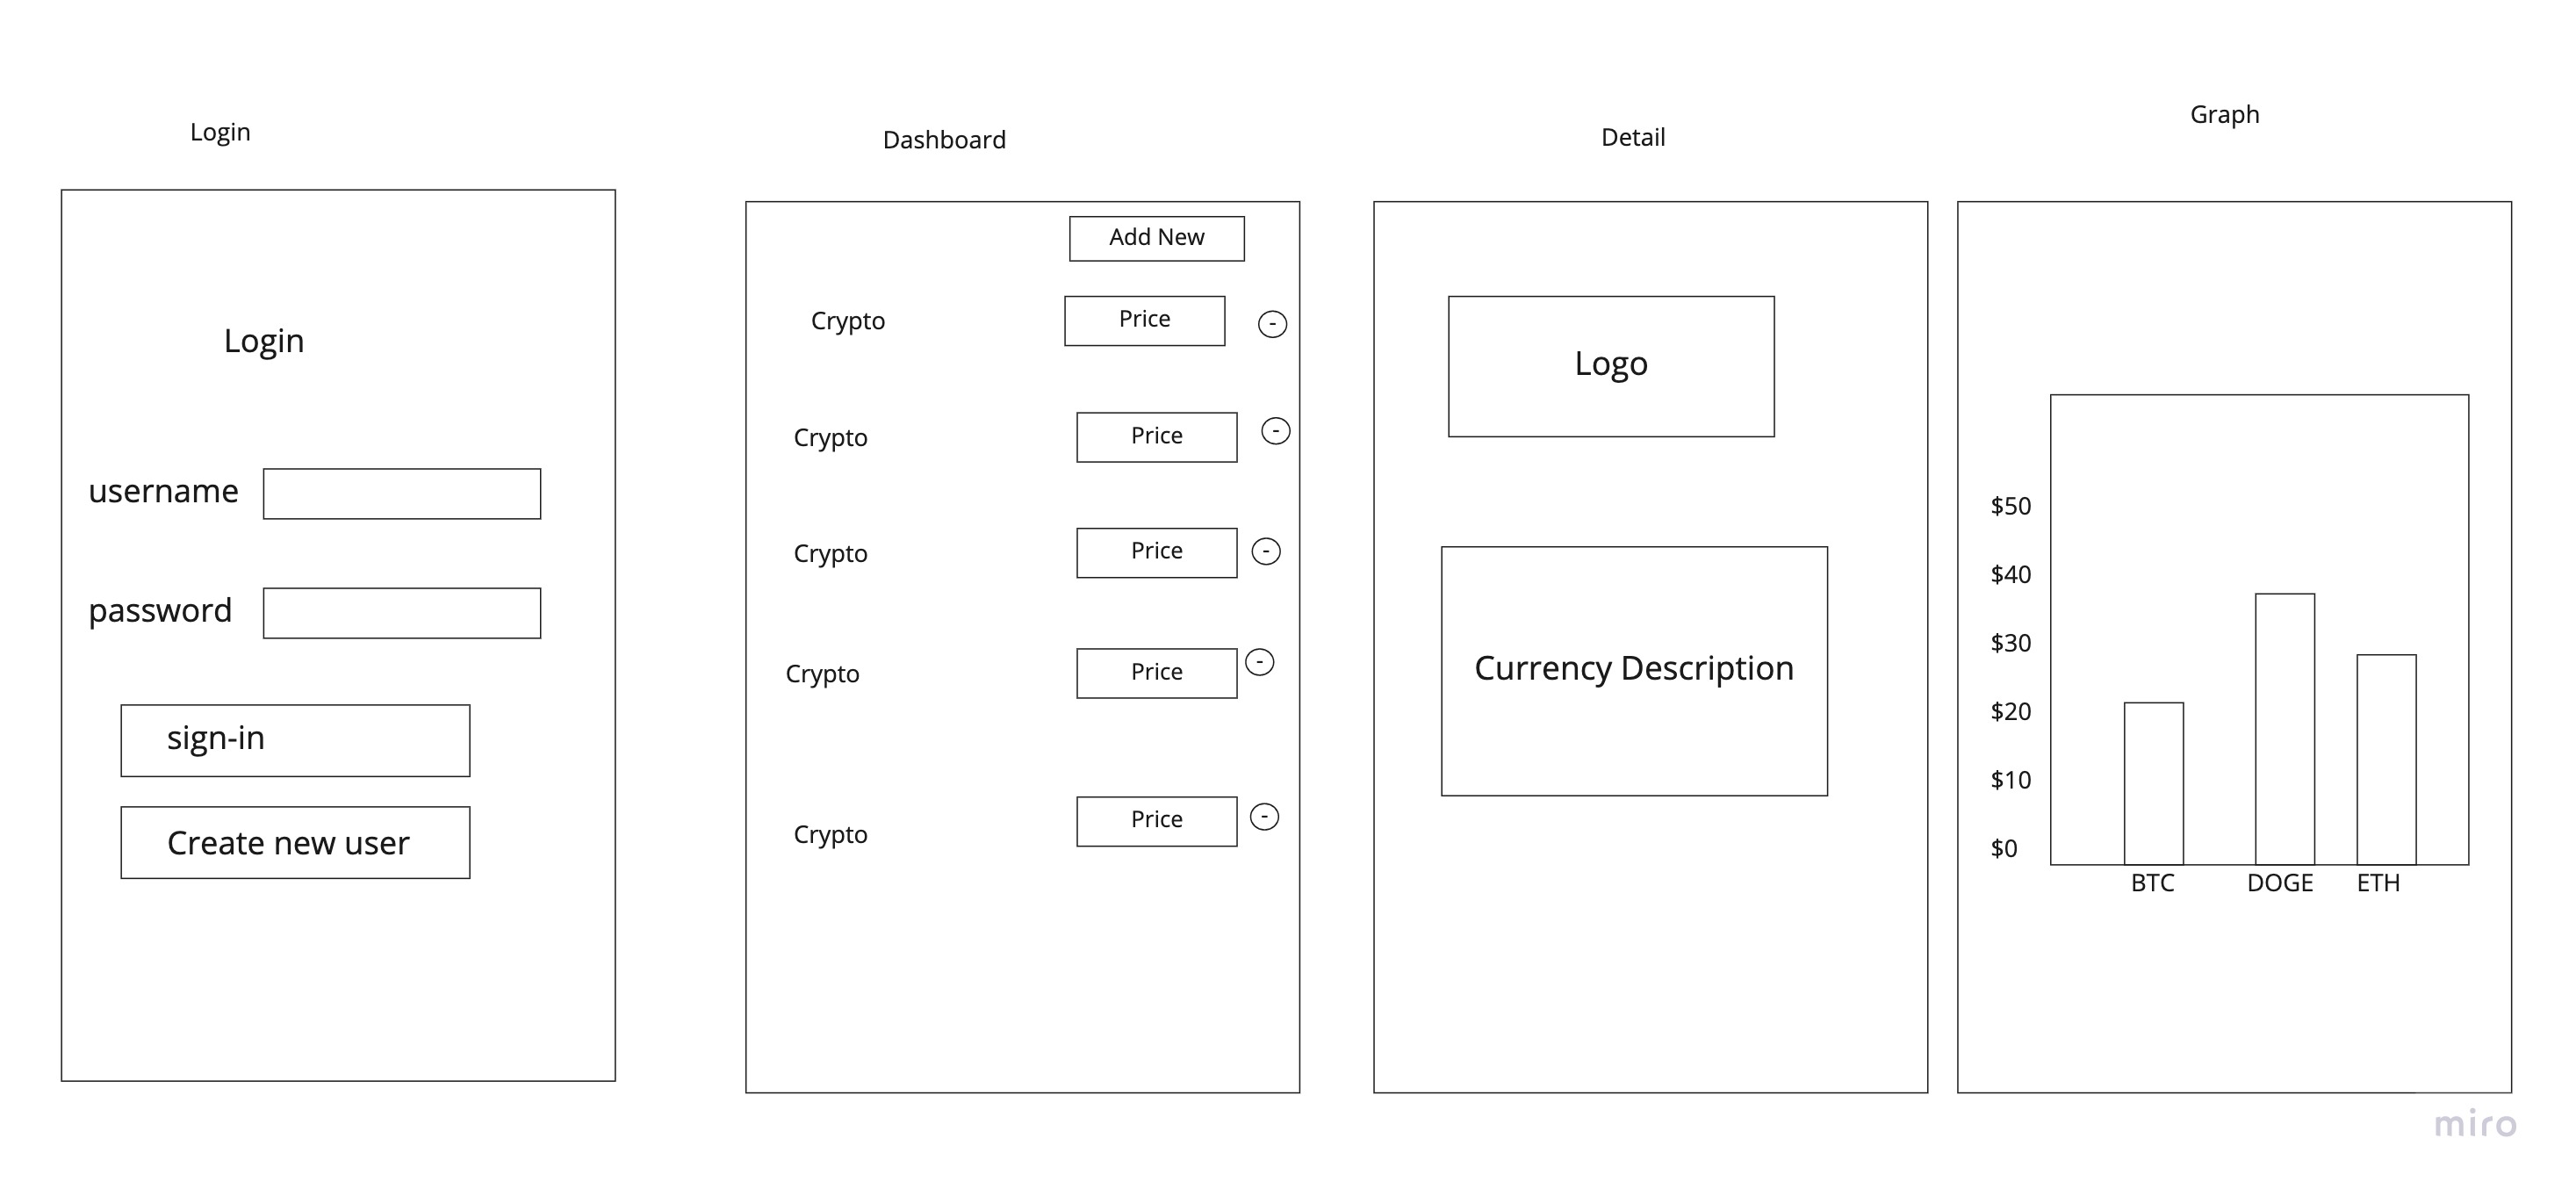 Login
Login
username
password
sign-in
Create new user
Dashboard
Add New
Crypto Price -
Crypto Price -
Crypto Price -
Crypto Price -
Crypto Price -
Detail
Logo
Currency Description
Graph
$50
$40
$30
$20
$10
$0
BTC DOGE ETH
miro